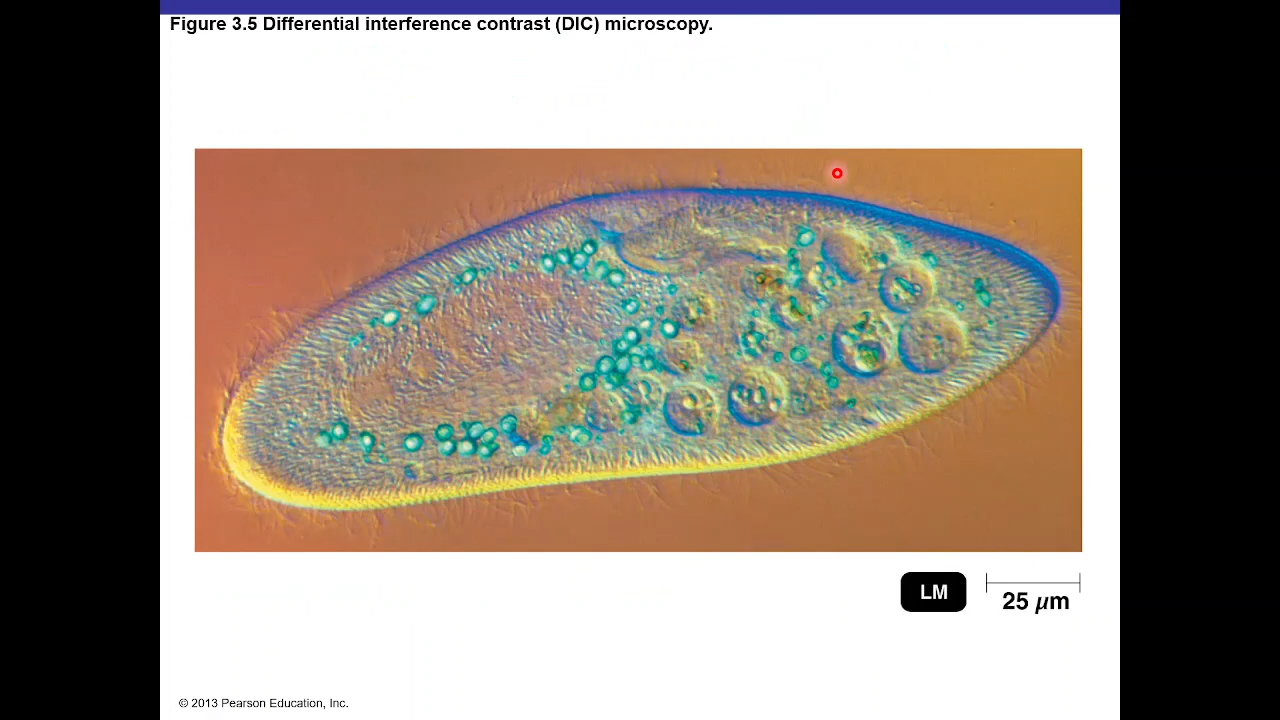 Figure 3.5 Differential interference contrast (DIC) microscopy.
LM
25 µm
© 2013 Pearson Education, Inc.